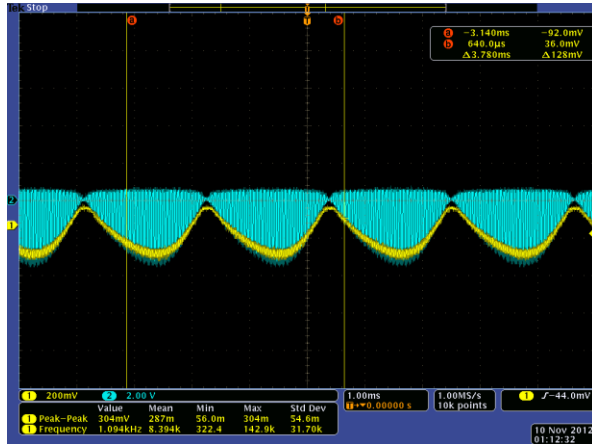 Tek Stop
T
a
b
T
a -3.140ms -92.0mV
b 640.0µs 36.0mV
Δ3.780ms Δ128mV
2
1
1 200mV 2 2.00 V
1.00ms
T→▼0.00000 s
1.00MS/s
10k points
1 ∫-44.0mV
Value Mean Min Max Std Dev
1 Peak-Peak 304mV 287m 56.0m 304m 54.6m
1 Frequency 1.094kHz 8.394k 322.4 142.9k 31.70k
10 Nov 2012
01:12:32